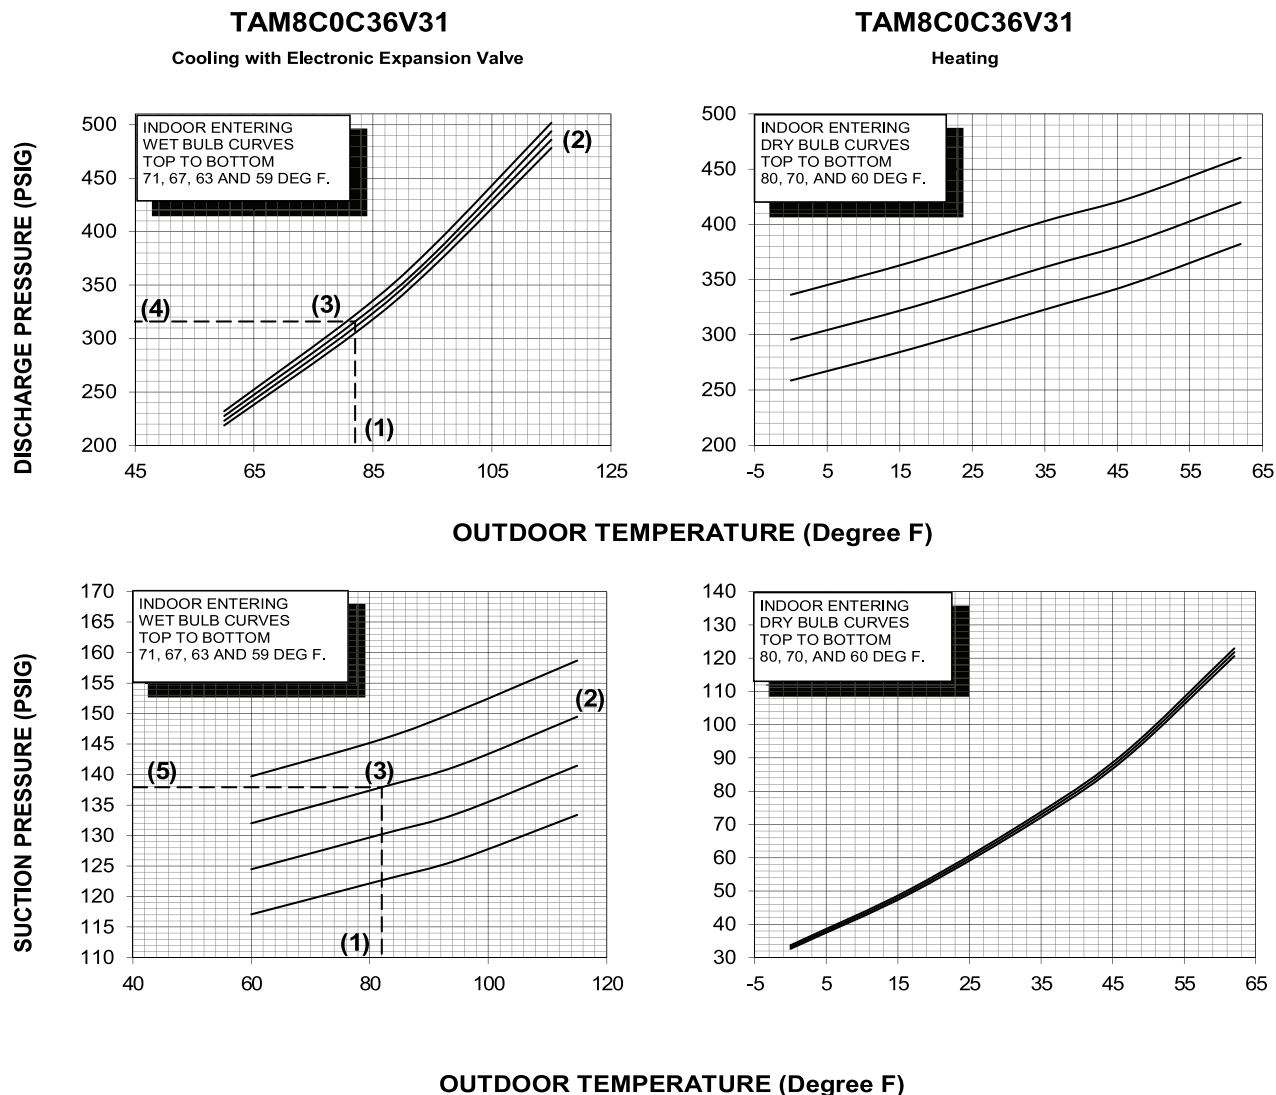 TAM8C0C36V31
Cooling with Electronic Expansion Valve
TAM8C0C36V31
Heating
DISCHARGE PRESSURE (PSIG)
INDOOR ENTERING
WET BULB CURVES
TOP TO BOTTOM
71, 67, 63 AND 59 DEG F.
500
450
400
350
300
250
200
(2)
(3)
(4)
(1)
45 65 85 105 125
INDOOR ENTERING
DRY BULB CURVES
TOP TO BOTTOM
80, 70, AND 60 DEG F.
500
450
400
350
300
250
200
-5 5 15 25 35 45 55 65
OUTDOOR TEMPERATURE (Degree F)
SUCTION PRESSURE (PSIG)
INDOOR ENTERING
WET BULB CURVES
TOP TO BOTTOM
71, 67, 63 AND 59 DEG F.
170
165
160
155
150
145
140
135
130
125
120
115
110
(2)
(5)
(3)
(1)
40 60 80 100 120
INDOOR ENTERING
DRY BULB CURVES
TOP TO BOTTOM
80, 70, AND 60 DEG F.
140
130
120
110
100
90
80
70
60
50
40
30
-5 5 15 25 35 45 55 65
OUTDOOR TEMPERATURE (Degree F)